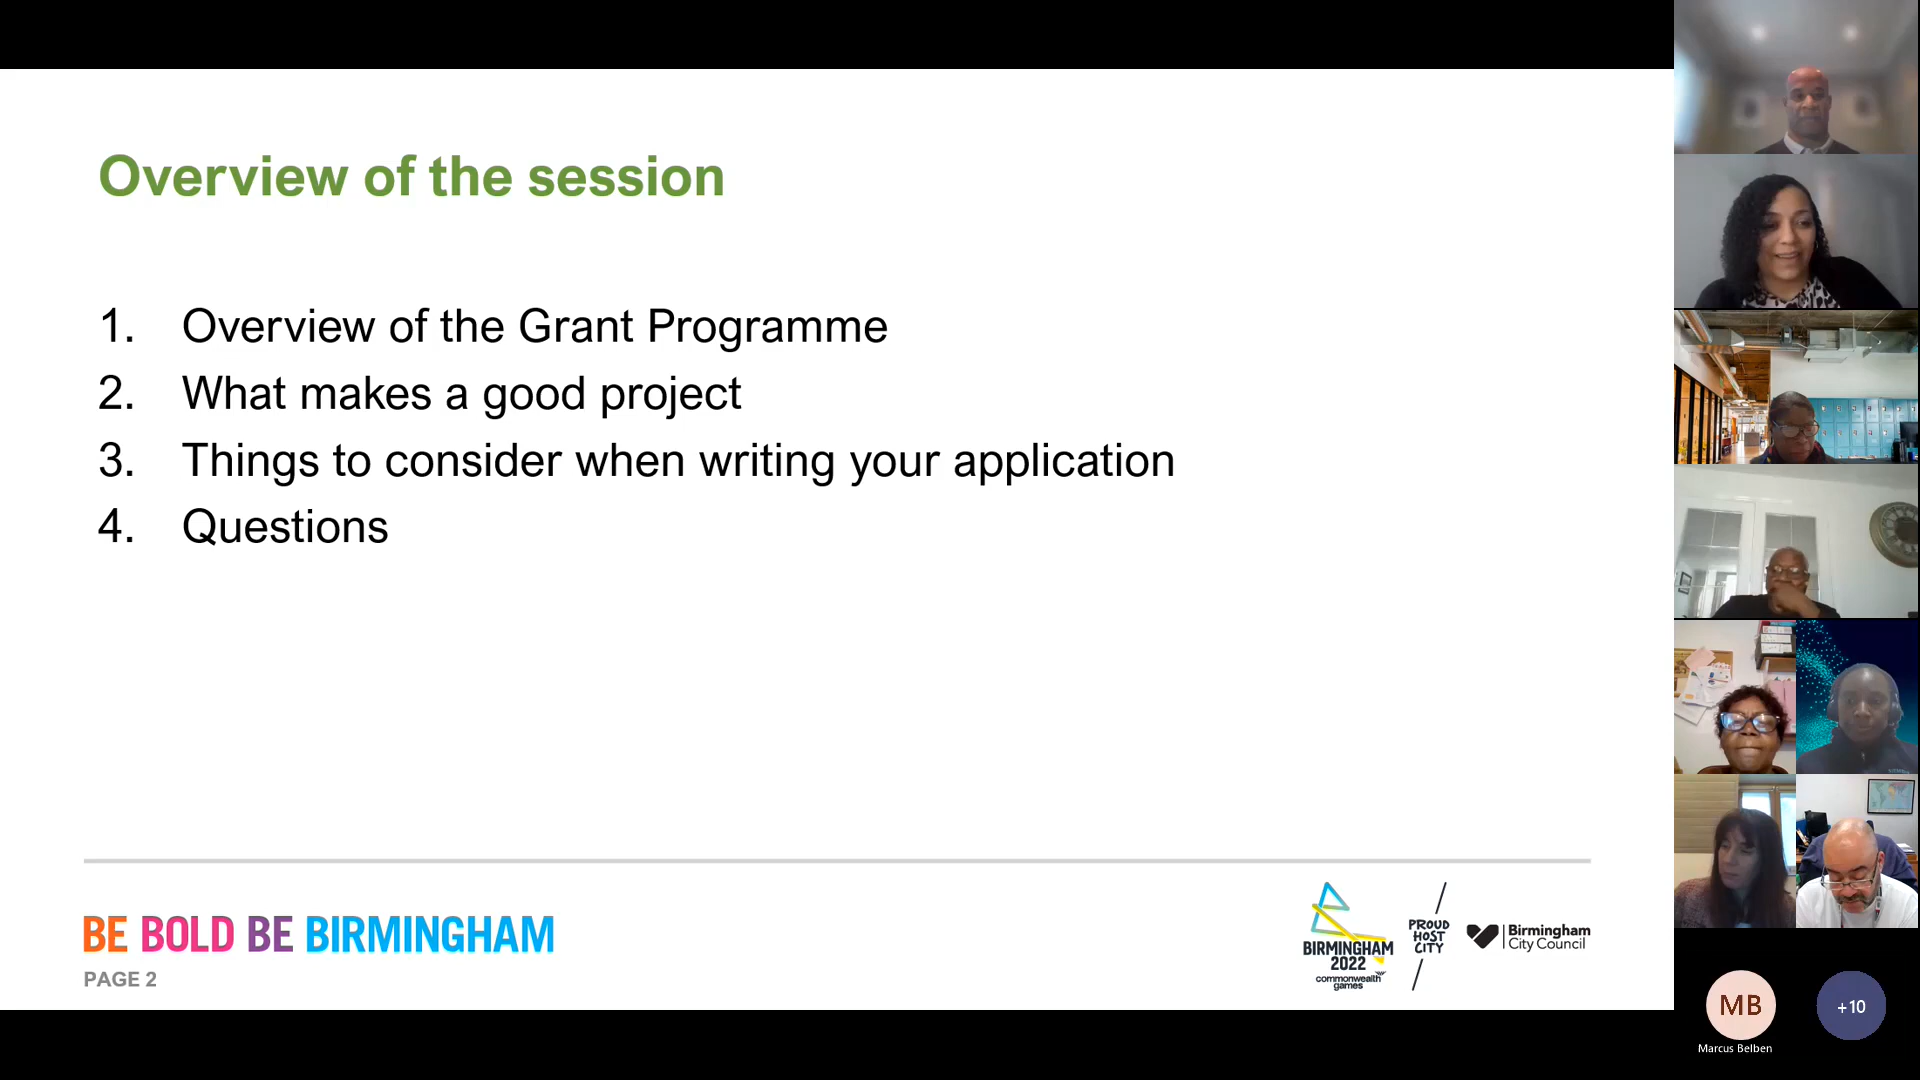 Overview of the session
1. Overview of the Grant Programme
2. What makes a good project
3. Things to consider when writing your application
4. Questions
BE BOLD BE BIRMINGHAM
PAGE 2
BIRMINGHAM
2022
commonwealth
games
PROUD
HOST
CITY
Birmingham
City Council
MB
Marcus Belben
+10